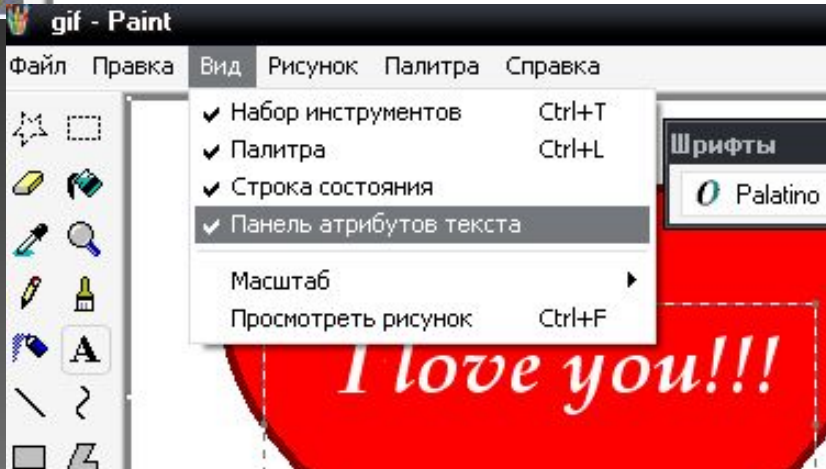 gif - Paint
Файл Правка Вид Рисунок Палитра Справка
Набор инструментов Ctrl+T
Палитра Ctrl+L
Строка состояния
Панель атрибутов текста
Масштаб
Просмотреть рисунок Ctrl+F
Шрифты
O Palatino
A
I love you!!!